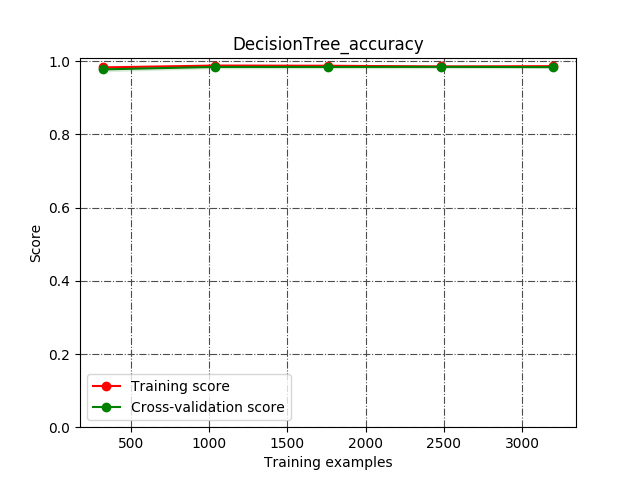 DecisionTree_accuracy
1.0
0.8
0.6
0.4
0.2
0.0
Score
Training score
Cross-validation score
500 1000 1500 2000 2500 3000
Training examples